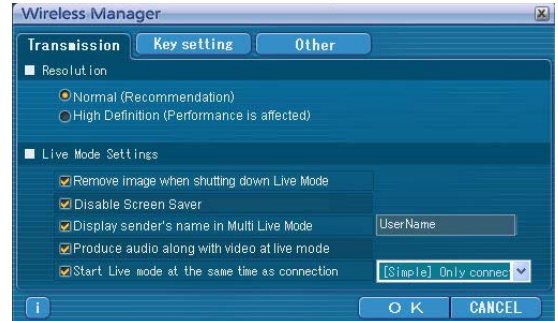 Wireless Manager
Transmission Key setting Other
Resolution
Normal (Recommendation)
High Definition (Performance is affected)
Live Mode Settings
Remove image when shutting down Live Mode
Disable Screen Saver
Display sender's name in Multi Live Mode UserName
Produce audio along with video at live mode
Start Live mode at the same time as connection [Simple] Only connec
i OK CANCEL